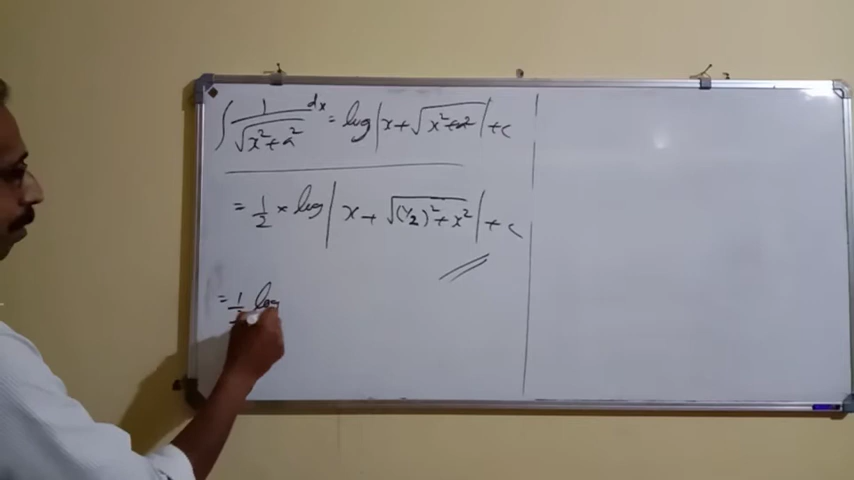 ∫ 1/√(x²+a²) dx = log|x+√(x²+a²)|+c
= 1/2 × log|x+√((1/2)²+x²)|+c
= 1/2 log